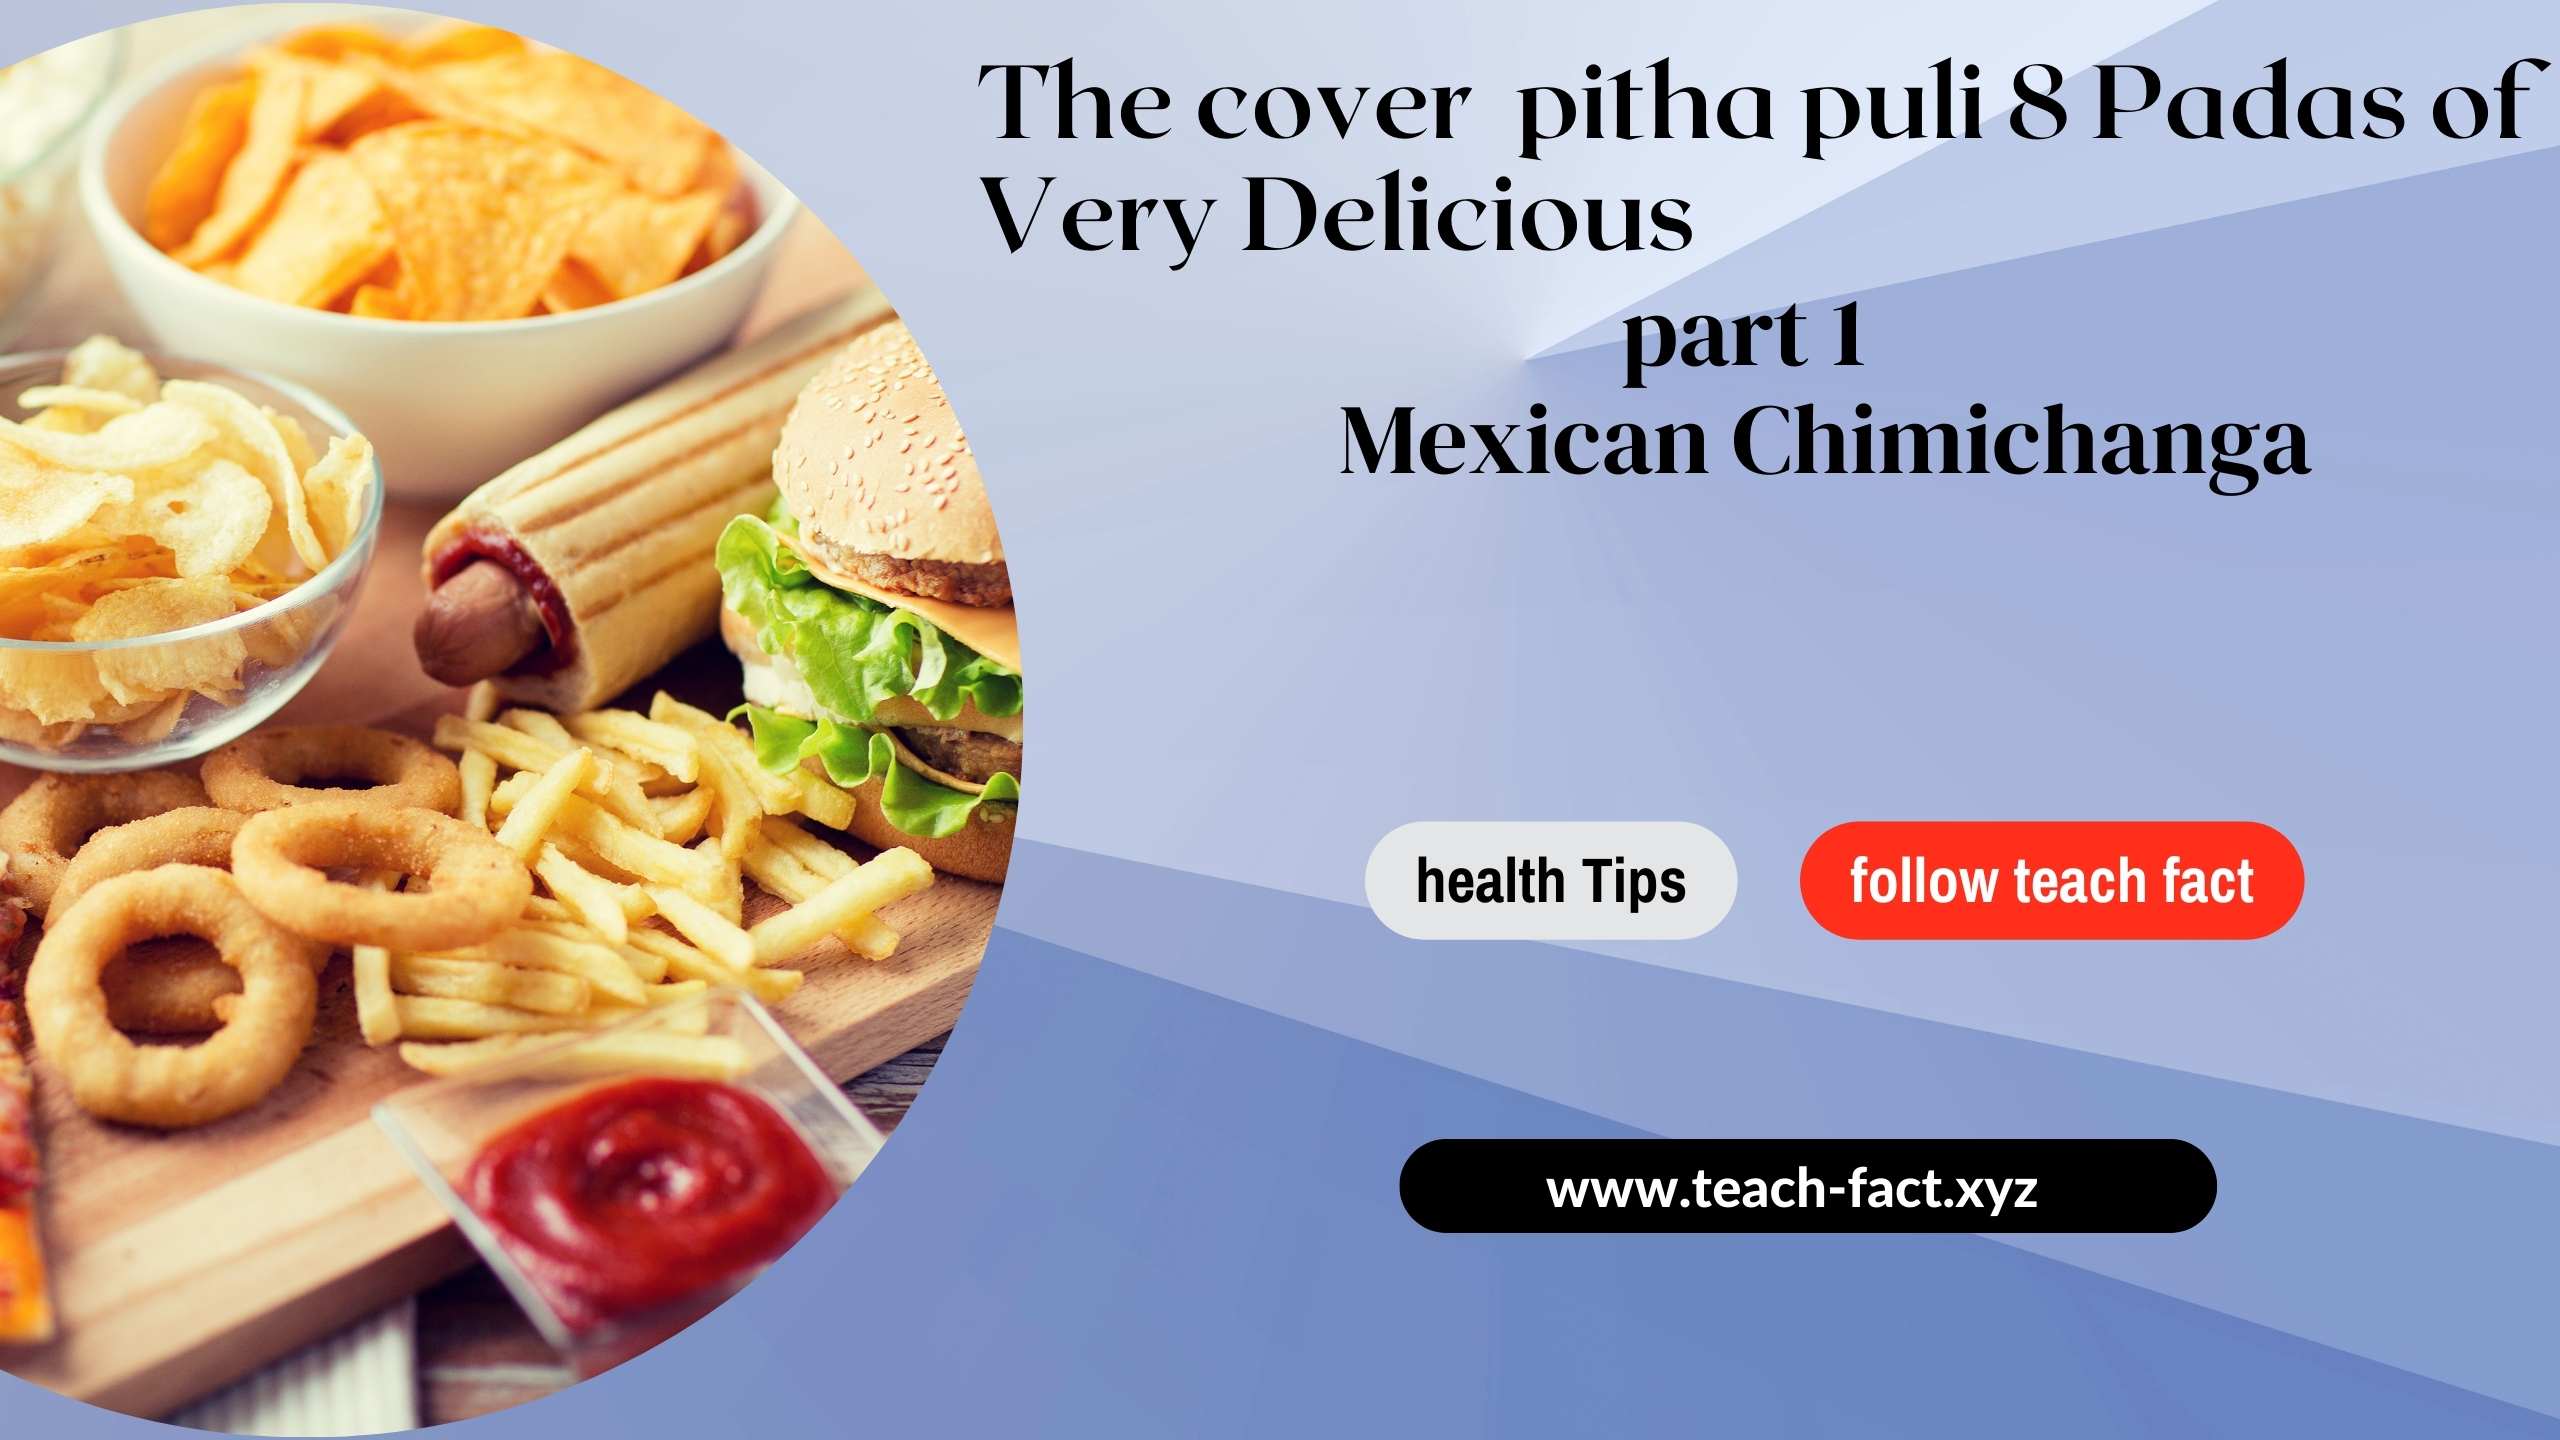 The cover pitha puli 8 Padas of
Very Delicious
part 1
Mexican Chimichanga
health Tips
follow teach fact
www.teach-fact.xyz